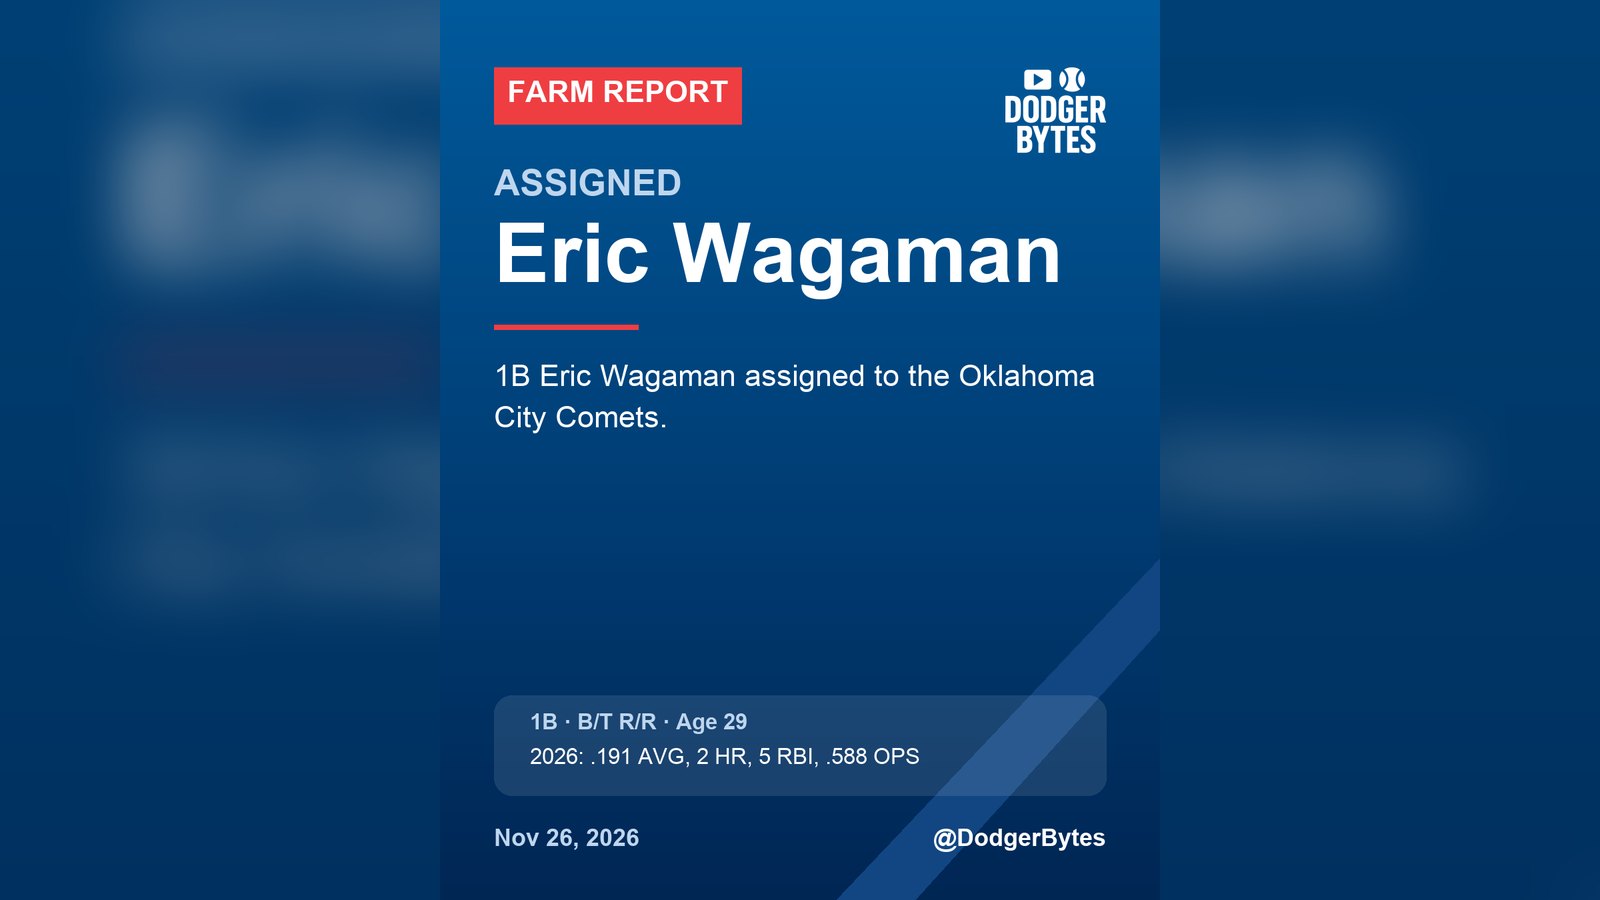 FARM REPORT
DODGER
BYTES
ASSIGNED
Eric Wagaman
1B Eric Wagaman assigned to the Oklahoma
City Comets.
1B · B/T R/R · Age 29
2026: .191 AVG, 2 HR, 5 RBI, .588 OPS
Nov 26, 2026
@DodgerBytes